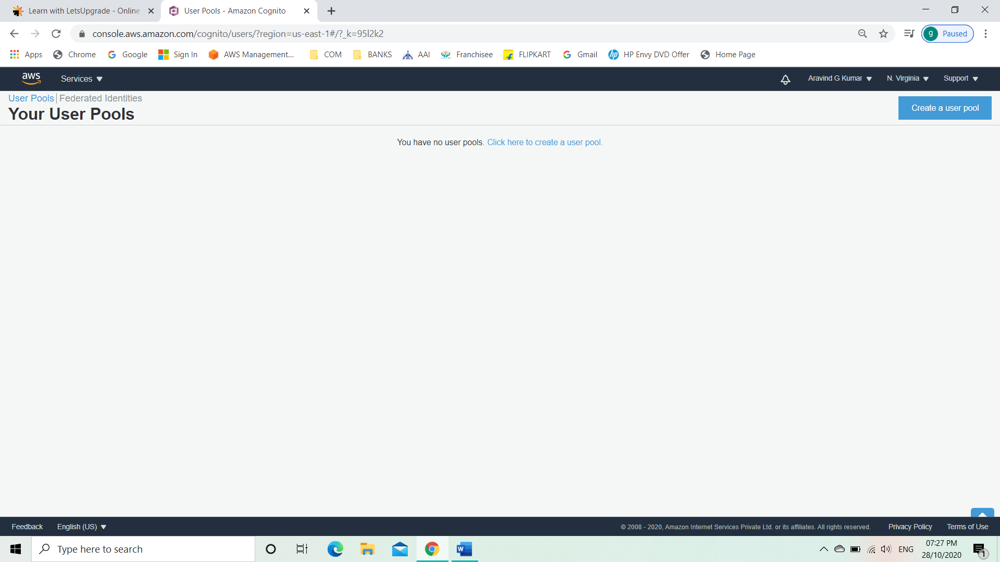 Learn with LetsUpgrade - Online
User Pools - Amazon Cognito
console.aws.amazon.com/cognito/users/?region=us-east-1#/?_k=95l2k2
g Paused
Apps Chrome Google Sign In AWS Management... COM BANKS AAI Franchisee FLIPKART Gmail HP Envy DVD Offer Home Page
aws Services Aravind G Kumar N. Virginia Support
User Pools Federated Identities
Your User Pools
Create a user pool
You have no user pools. Click here to create a user pool.
Feedback English (US) © 2008 - 2020, Amazon Internet Services Private Ltd. or its affiliates. All rights reserved. Privacy Policy Terms of Use
Type here to search
ENG
07:27 PM
28/10/2020
1